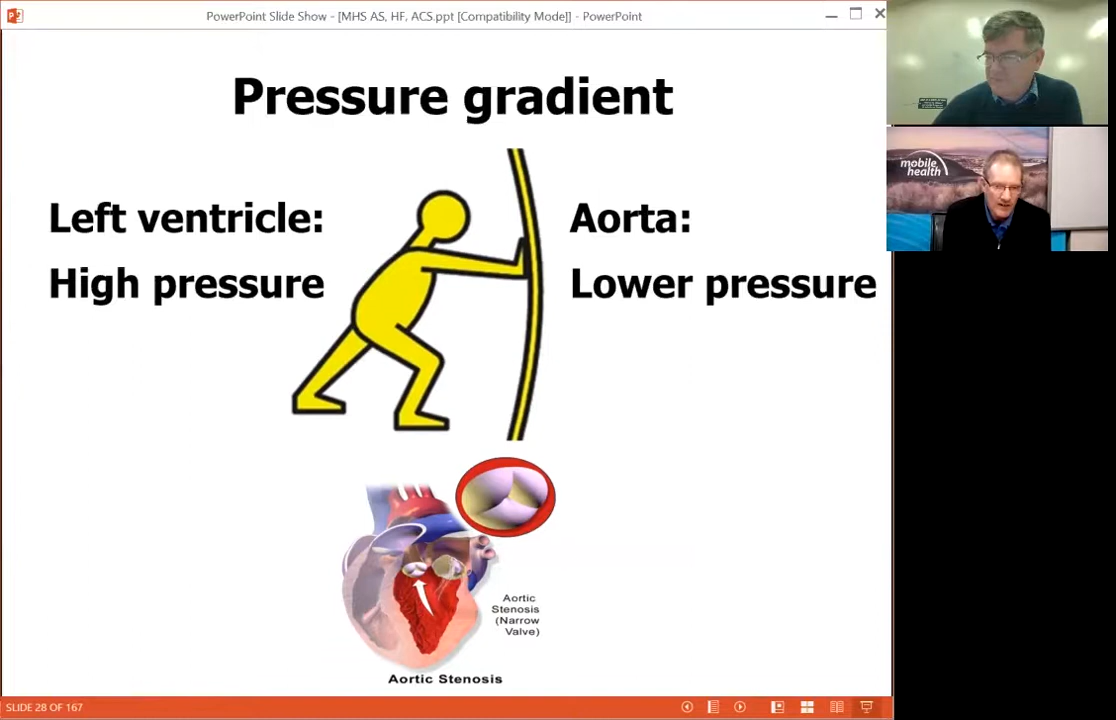 PowerPoint Slide Show - [MHS AS, HF, ACS.ppt [Compatibility Mode]] - PowerPoint
Pressure gradient
Left ventricle:
High pressure
Aorta:
Lower pressure
Aortic
Stenosis
(Narrow
Valve)
Aortic Stenosis
SLIDE 28 OF 167
mobile
health